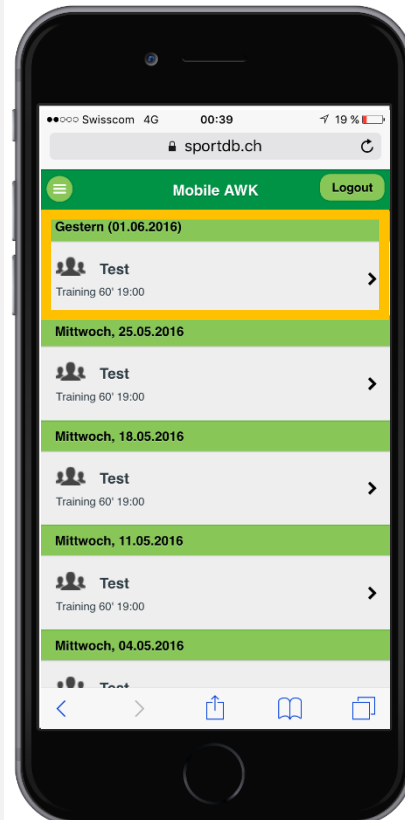 ●●○○○ Swisscom 4G 00:39 19 %
sportdb.ch
Mobile AWK Logout
Gestern (01.06.2016)
Test
Training 60' 19:00
Mittwoch, 25.05.2016
Test
Training 60' 19:00
Mittwoch, 18.05.2016
Test
Training 60' 19:00
Mittwoch, 11.05.2016
Test
Training 60' 19:00
Mittwoch, 04.05.2016
Test